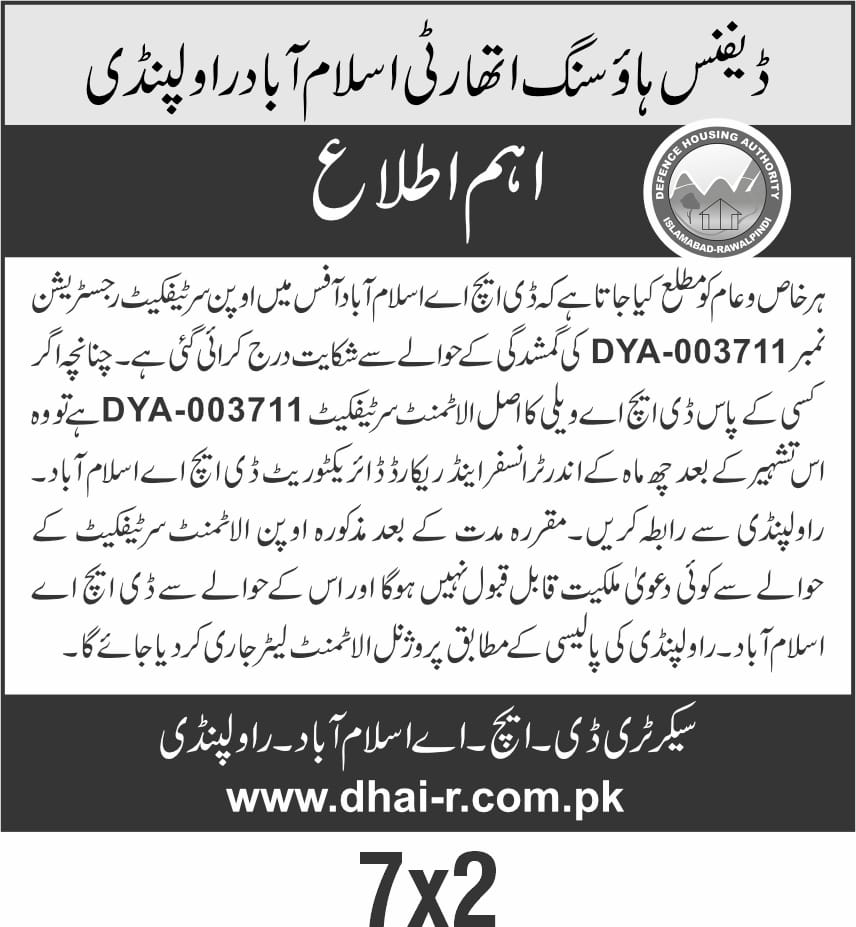 ڈیفنس ہاؤسنگ اتھارٹی اسلام آباد راولپنڈی
اہم اطلاع
DEFENCE HOUSING AUTHORITY
ISLAMABAD-RAWALPINDI
ہر خاص و عام کو مطلع کیا جاتا ہے کہ ڈی ایچ اے اسلام آباد آفس میں اوپن سرٹیفکیٹ رجسٹریشن
نمبر DYA-003711 کی گمشدگی کے حوالے سے شکایت درج کرائی گئی ہے۔ چنانچہ اگر
کسی کے پاس ڈی ایچ اے ویلی کا اصل الاٹمنٹ سرٹیفکیٹ DYA-003711 ہے تو وہ
اس تشہیر کے بعد چھ ماہ کے اندر ٹرانسفر اینڈ ریکارڈ ڈائریکٹوریٹ ڈی ایچ اے اسلام آباد۔
راولپنڈی سے رابطہ کریں۔ مقررہ مدت کے بعد مذکورہ اوپن الاٹمنٹ سرٹیفکیٹ کے
حوالے سے کوئی دعویٰ ملکیت قابل قبول نہیں ہوگا اور اس کے حوالے سے ڈی ایچ اے
اسلام آباد۔ راولپنڈی کی پالیسی کے مطابق پروژنل الاٹمنٹ لیٹر جاری کر دیا جائے گا۔
سیکرٹری ڈی۔ ایچ۔ اے اسلام آباد۔ راولپنڈی
www.dhai-r.com.pk
7x2